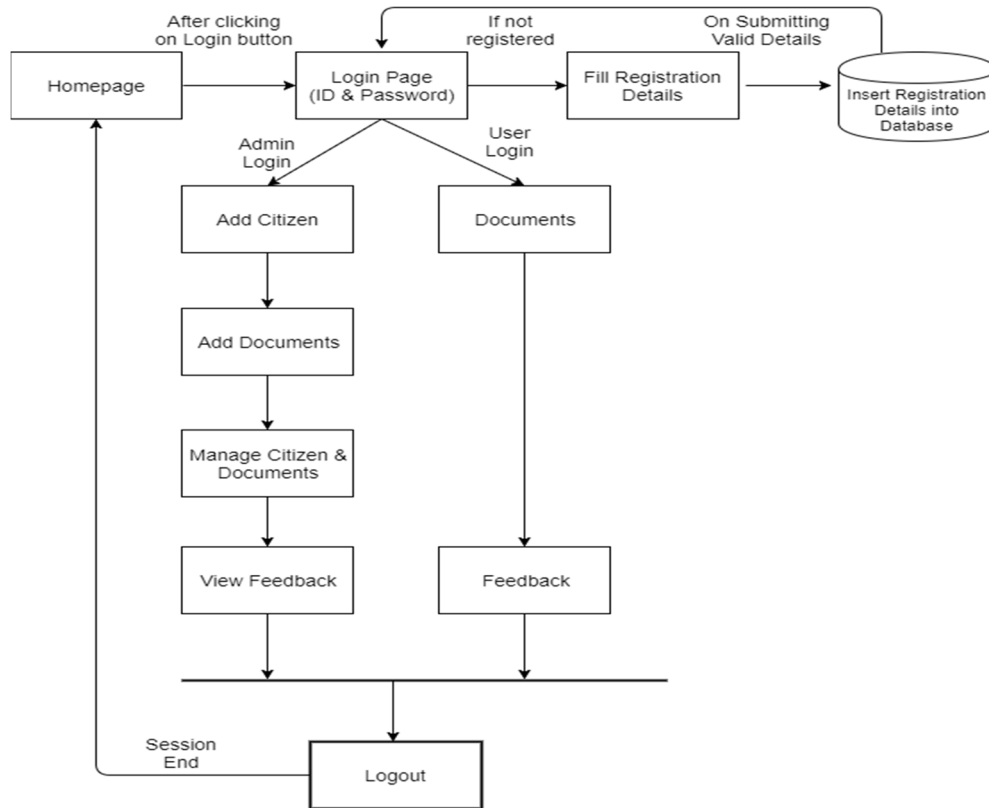 After clicking
on Login button
If not
registered
On Submitting
Valid Details
Homepage
Login Page
(ID & Password)
Fill Registration
Details
Insert Registration
Details into
Database
Admin
Login
User
Login
Add Citizen
Documents
Add Documents
Manage Citizen &
Documents
View Feedback
Feedback
Session
End
Logout